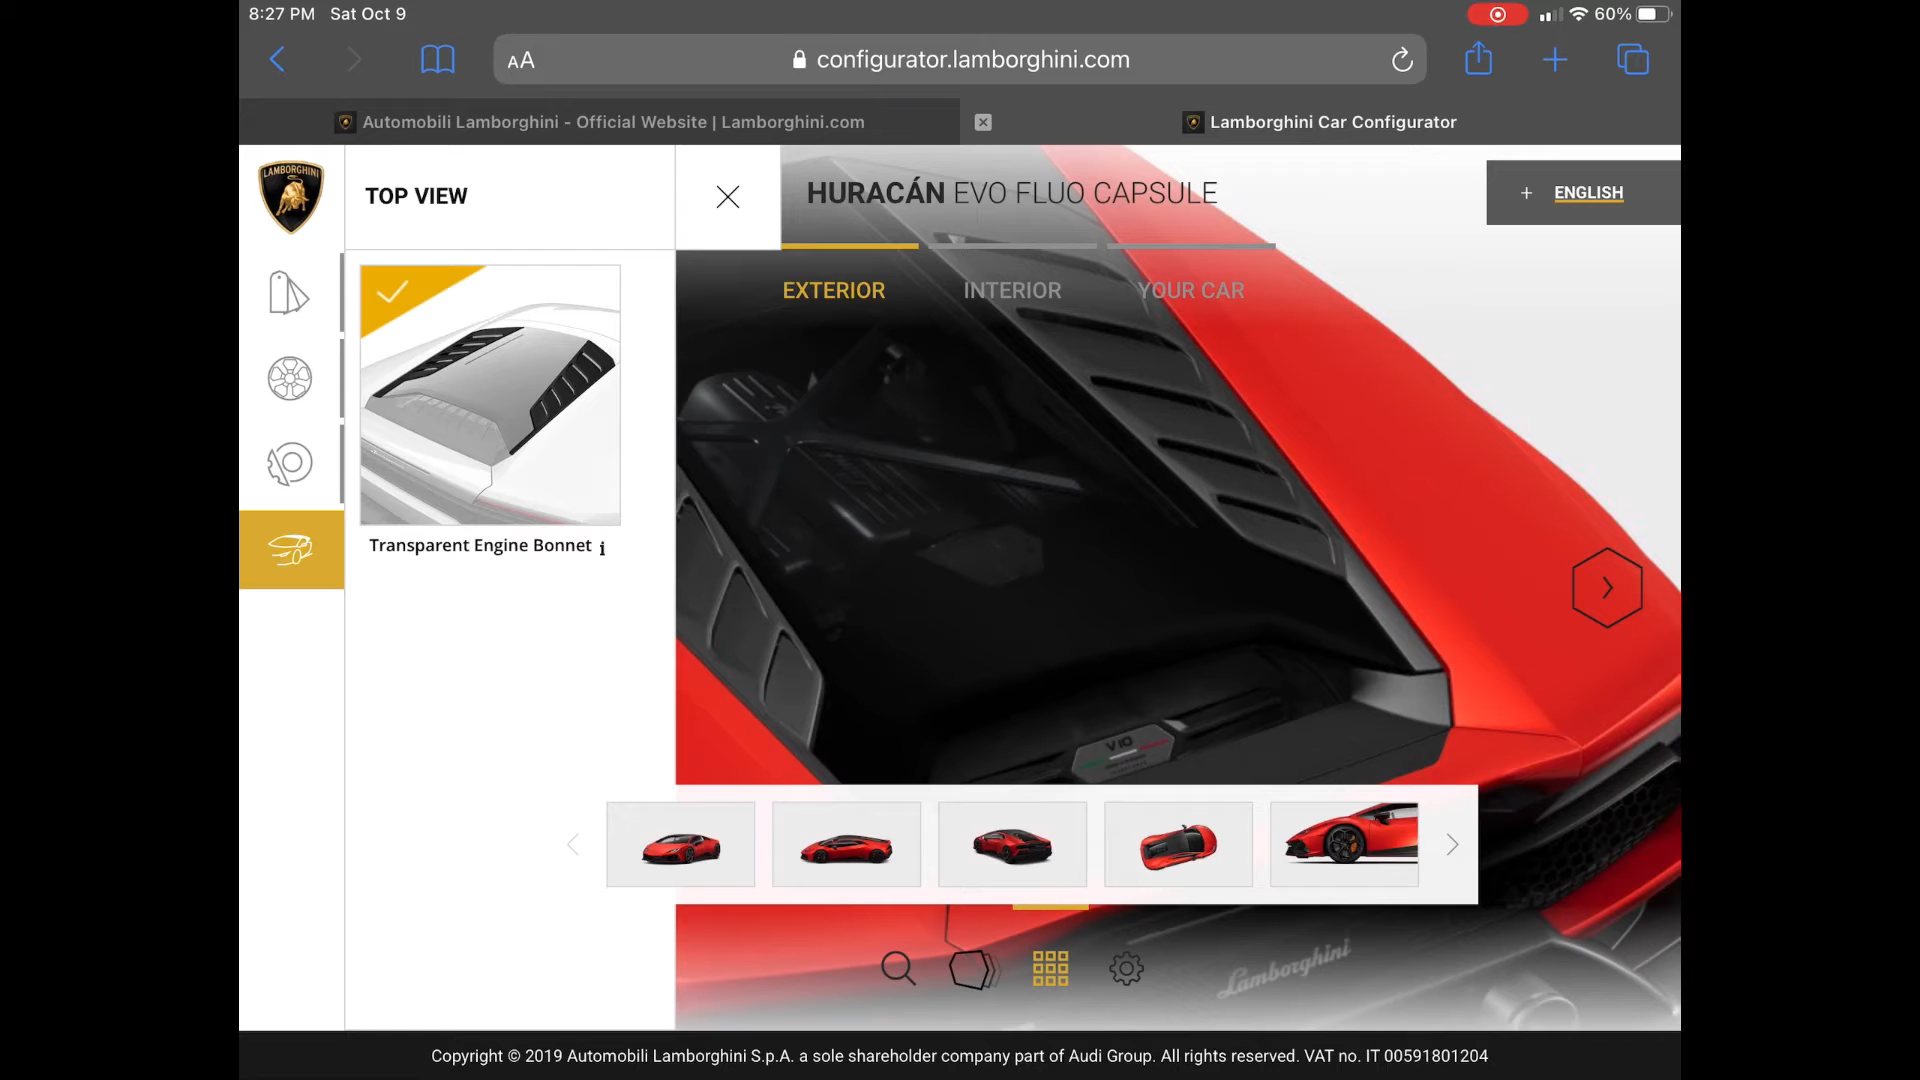 8:27 PM Sat Oct 9
60%
AA
configurator.lamborghini.com
Automobili Lamborghini - Official Website | Lamborghini.com
Lamborghini Car Configurator
LAMBORGHINI
TOP VIEW
HURACÁN EVO FLUO CAPSULE
+ ENGLISH
EXTERIOR
INTERIOR
YOUR CAR
Transparent Engine Bonnet i
V10
Lamborghini
Copyright © 2019 Automobili Lamborghini S.p.A. a sole shareholder company part of Audi Group. All rights reserved. VAT no. IT 00591801204